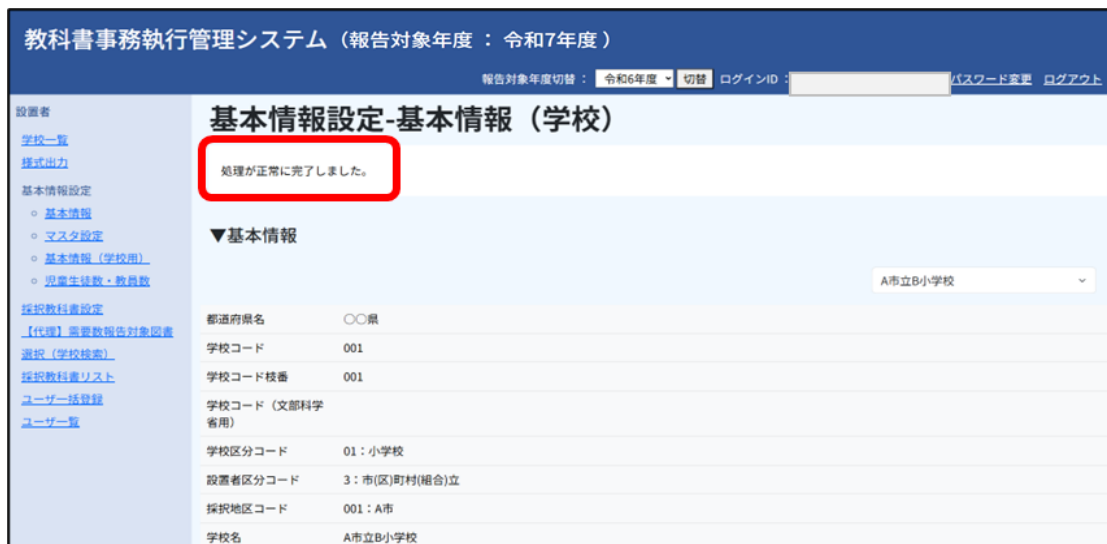 教科書事務執行管理システム（報告対象年度 ： 令和7年度 ）
報告対象年度切替 ： 令和6年度 切替 ログインID ： パスワード変更 ログアウト
設置者
学校一覧
様式出力
基本情報設定
基本情報
マスタ設定
基本情報（学校用）
児童生徒数・教員数
採択教科書設定
【代理】需要数報告対象図書
選択（学校検索）
採択教科書リスト
ユーザ一括登録
ユーザ一覧
基本情報設定-基本情報（学校）
処理が正常に完了しました。
▼基本情報
A市立B小学校
都道府県名 〇〇県
学校コード 001
学校コード枝番 001
学校コード（文部科学
省用）
学校区分コード 01：小学校
設置者区分コード 3：市(区)町村(組合)立
採択地区コード 001：A市
学校名 A市立B小学校